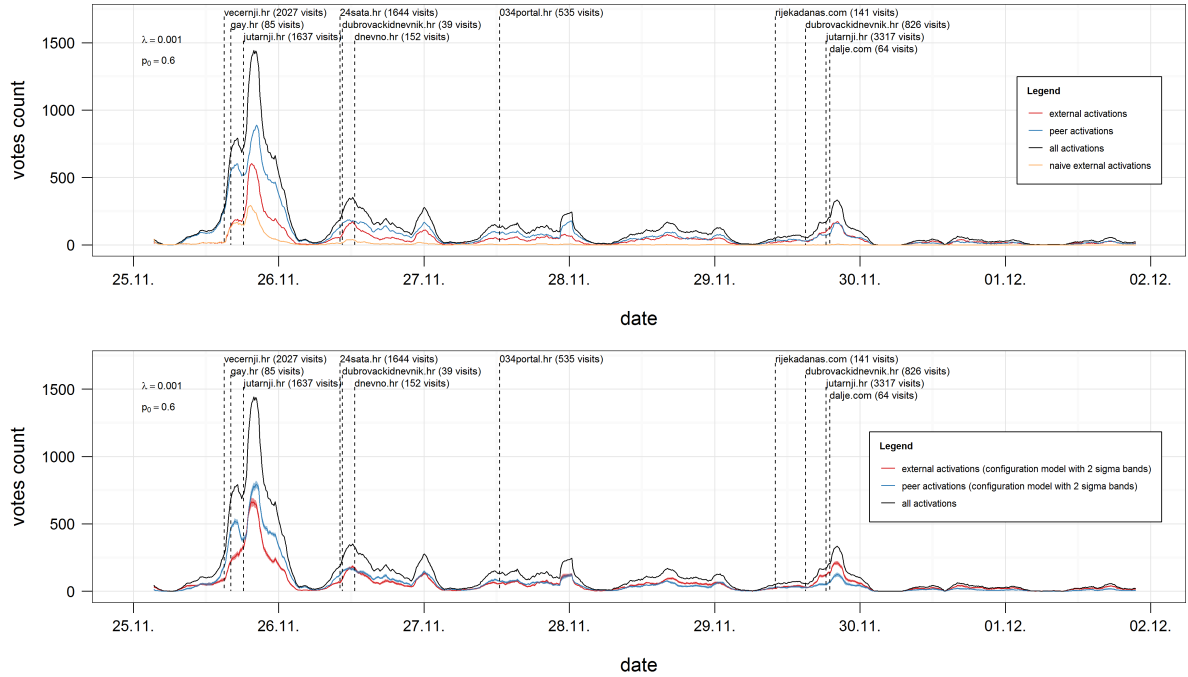 vecernji.hr (2027 visits) 24sata.hr (1644 visits) 034portal.hr (535 visits) rijekadanas.com (141 visits)
gay.hr (85 visits) dubrovackidnevnik.hr (39 visits) dubrovackidnevnik.hr (826 visits)
jutarnji.hr (1637 visits) dnevno.hr (152 visits) jutarnji.hr (3317 visits)
dalje.com (64 visits)
λ = 0.001
p₀ = 0.6
votes count
1500
1000
500
0
Legend
external activations
peer activations
all activations
naive external activations
25.11. 26.11. 27.11. 28.11. 29.11. 30.11. 01.12. 02.12.
date
vecernji.hr (2027 visits) 24sata.hr (1644 visits) 034portal.hr (535 visits) rijekadanas.com (141 visits)
gay.hr (85 visits) dubrovackidnevnik.hr (39 visits) dubrovackidnevnik.hr (826 visits)
jutarnji.hr (1637 visits) dnevno.hr (152 visits) jutarnji.hr (3317 visits)
dalje.com (64 visits)
λ = 0.001
p₀ = 0.6
votes count
1500
1000
500
0
Legend
external activations (configuration model with 2 sigma bands)
peer activations (configuration model with 2 sigma bands)
all activations
25.11. 26.11. 27.11. 28.11. 29.11. 30.11. 01.12. 02.12.
date